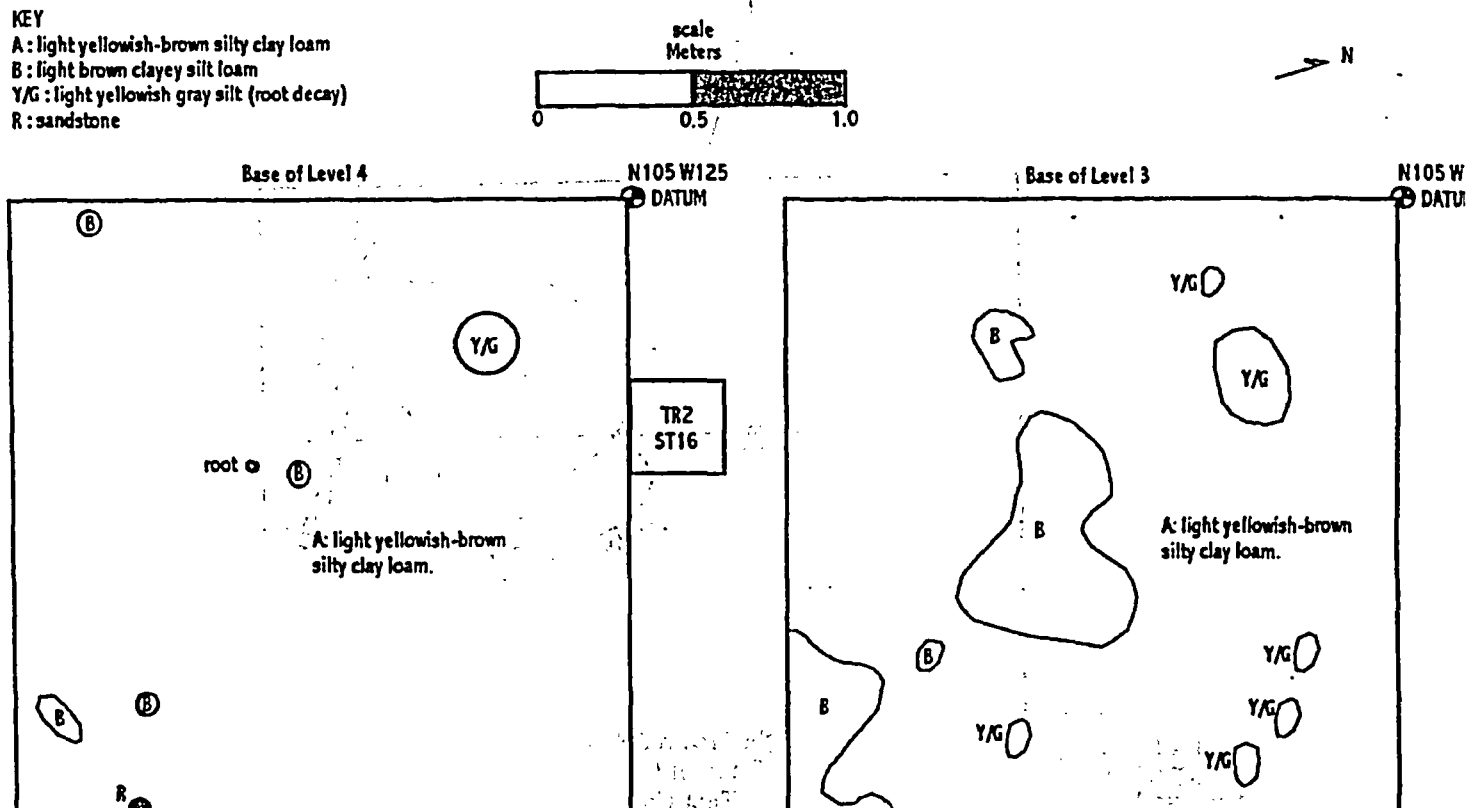 KEY
A : light yellowish-brown silty clay loam
B : light brown clayey silt loam
Y/G : light yellowish gray silt (root decay)
R : sandstone
scale
Meters
0 0.5 1.0
N
Base of Level 4
N105 W125
DATUM
B
Y/G
TR2
ST16
root
B
A: light yellowish-brown
silty clay loam.
B
B
R
Base of Level 3
N105 W
DATU
Y/G
B
Y/G
B
A: light yellowish-brown
silty clay loam.
B
Y/G
B
Y/G
Y/G
Y/G